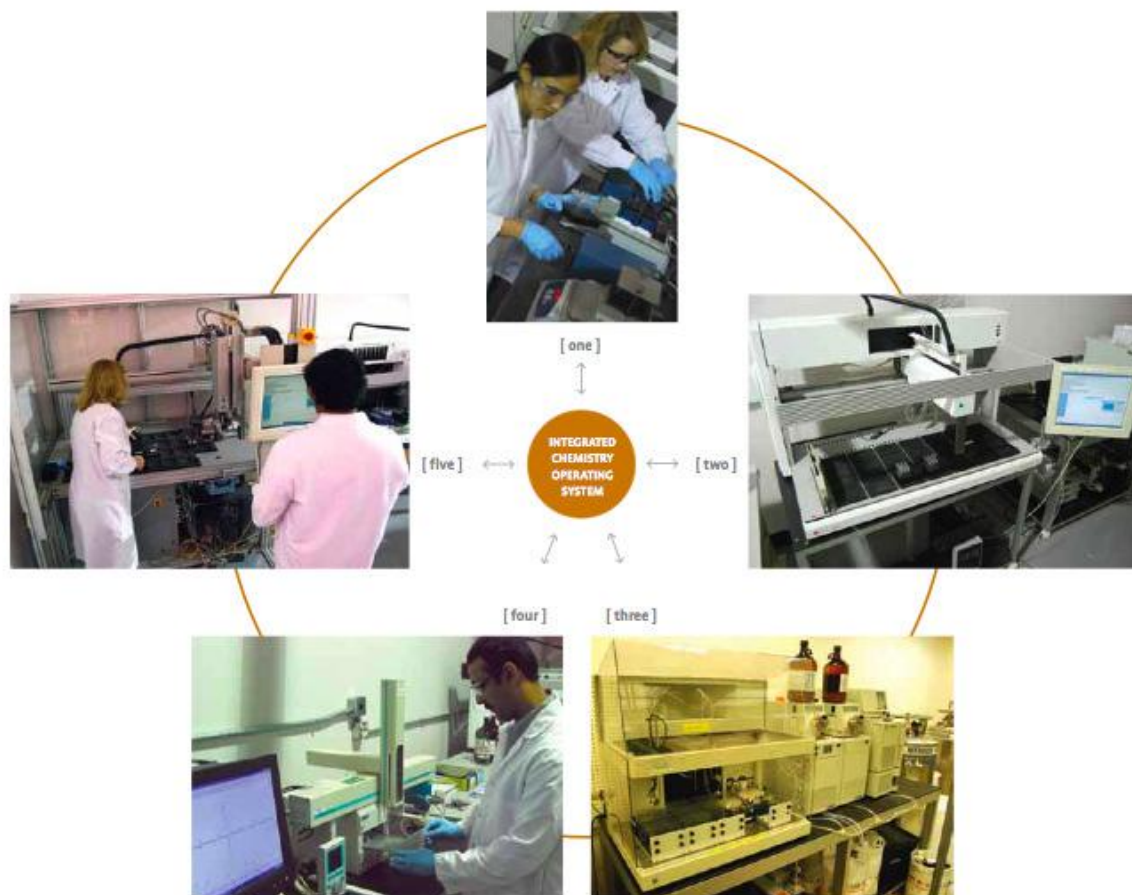 [ one ]
[ five ]
INTEGRATED
CHEMISTRY
OPERATING
SYSTEM
[ two ]
[ four ]
[ three ]